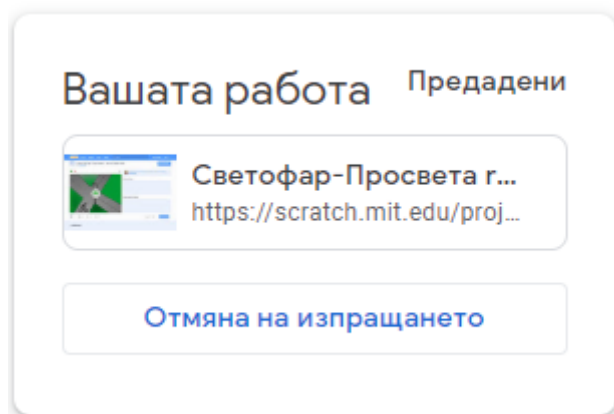 Вашата работа
Предадени
Светофар-Просвета r...
https://scratch.mit.edu/proj...
Отмяна на изпращането